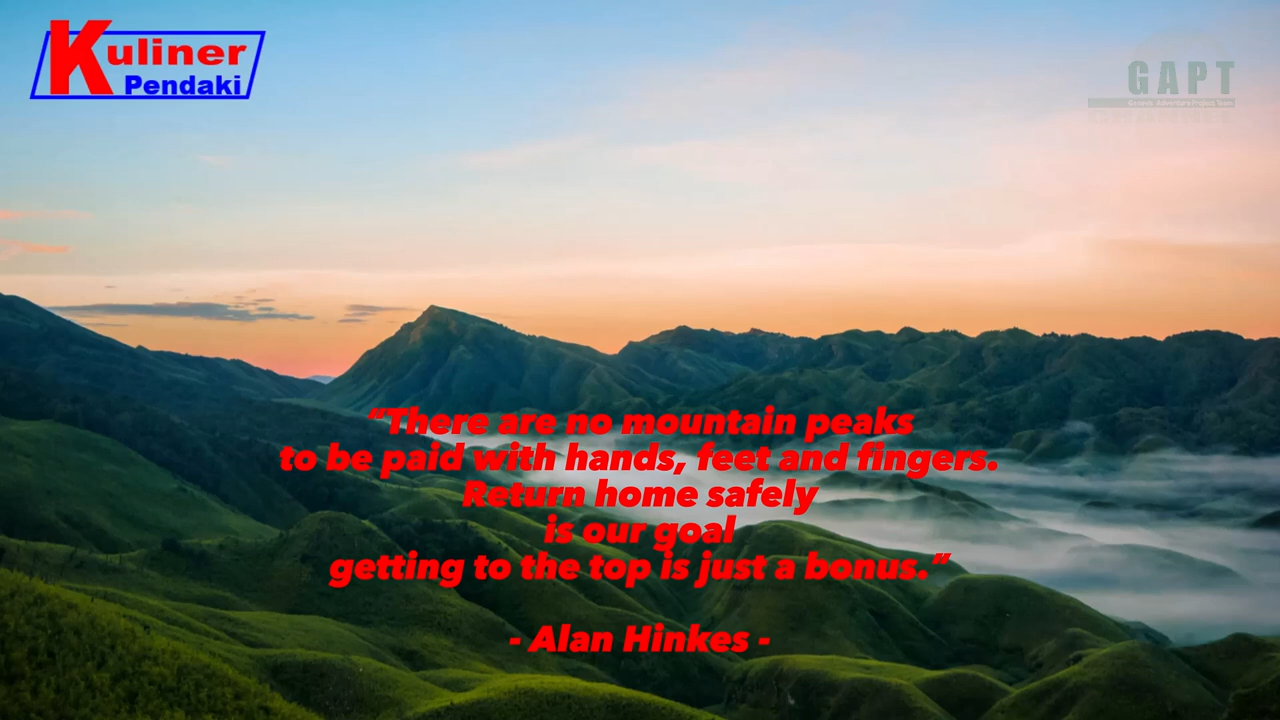 Kuliner
Pendaki
GAPT
“There are no mountain peaks
to be paid with hands, feet and fingers.
Return home safely
is our goal
getting to the top is just a bonus.”
- Alan Hinkes -